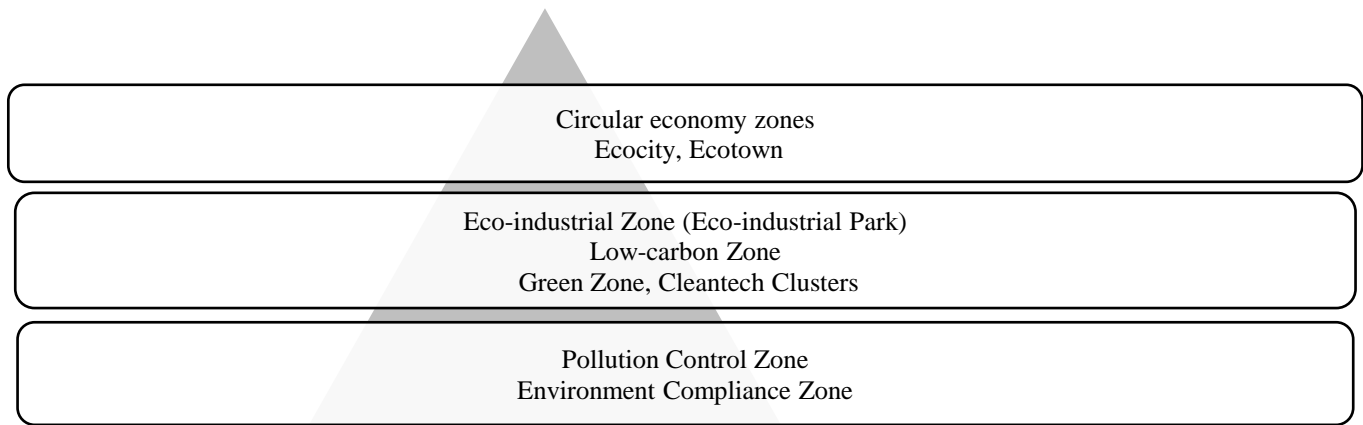 Circular economy zones
Ecocity, Ecotown
Eco-industrial Zone (Eco-industrial Park)
Low-carbon Zone
Green Zone, Cleantech Clusters
Pollution Control Zone
Environment Compliance Zone